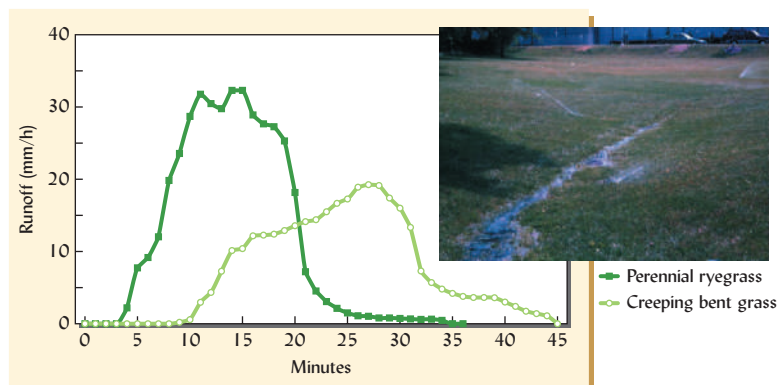 40
30
20
10
0
Runoff (mm/h)
0 5 10 15 20 25 30 35 40 45
Minutes
Perennial ryegrass
Creeping bent grass